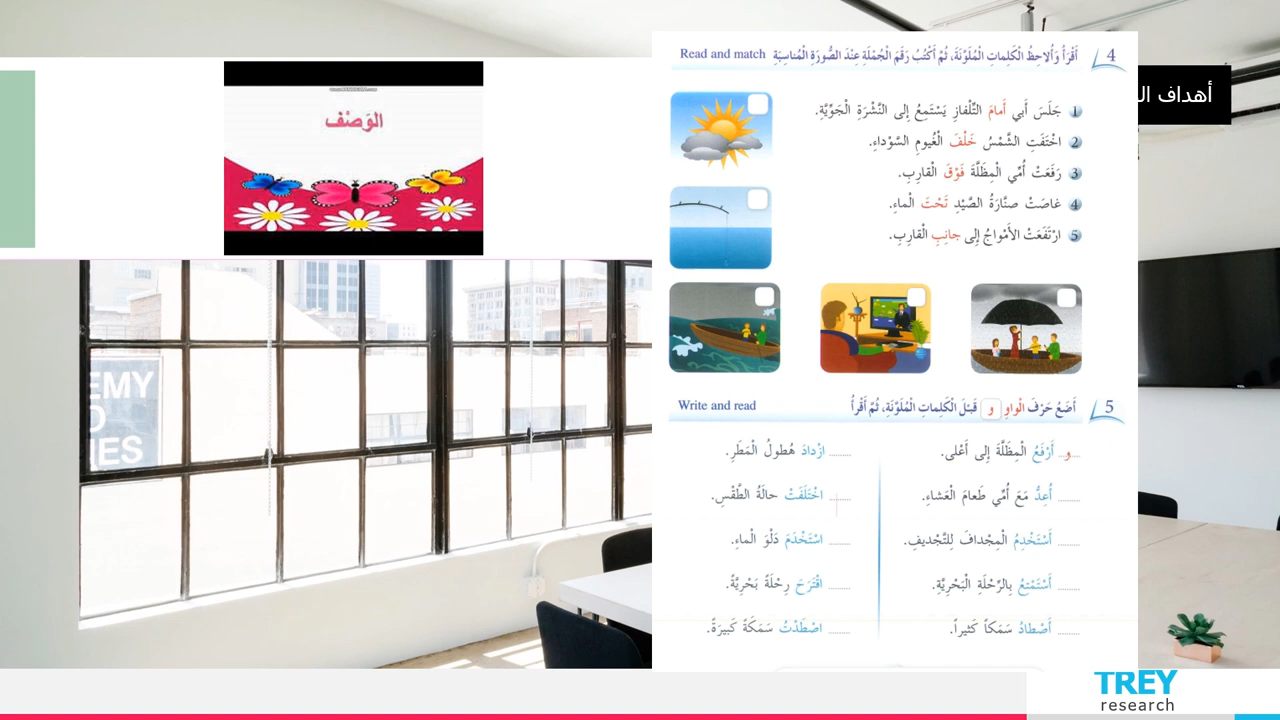 أهداف
الوَصْف
Read and match
أَقْرَأُ وَأُلاحِظُ الْكَلِماتِ الْمُلَوَّنَةَ، ثُمَّ أَكْتُبُ رَقَمَ الْجُمْلَةِ عِنْدَ الصُّورَةِ الْمُناسِبَةِ
4
1 جَلَسَ أَبي أَمامَ التِّلْفازِ يَسْتَمِعُ إِلى النَّشْرَةِ الْجَوِّيَّةِ.
2 اخْتَفَتِ الشَّمْسُ خَلْفَ الْغُيومِ السَّوْداءِ.
3 رَفَعَتْ أُمِّي الْمِظَلَّةَ فَوْقَ الْقارِبِ.
4 غاصَتْ صنَّارَةُ الصَّيْدِ تَحْتَ الْماءِ.
5 ارْتَفَعَتْ الأَمْواجُ إِلى جانِبِ الْقارِبِ.
Write and read
أَضَعُ حَرْفَ الْواوِ و قَبْلَ الْكَلِماتِ الْمُلَوَّنَةِ، ثُمَّ أَقْرَأُ
5
..و.. أَرْفَعُ الْمِظَلَّةَ إِلى أَعْلى.
......... أُعِدُّ مَعَ أُمِّي طَعامَ الْعَشاءِ.
......... أَسْتَخْدِمُ الْمِجْدافَ لِلتَّجْديفِ.
......... أَسْتَمْتِعُ بِالرِّحْلَةِ الْبَحْرِيَّةِ.
......... أَصْطادُ سَمَكاً كَثيراً.
......... ازْدادَ هُطولُ الْمَطَرِ.
......... اخْتَلَفَتْ حالَةُ الطَّقْسِ.
......... اسْتَخْدَمَ دَلْوَ الْماءِ.
......... اقْتَرَحَ رِحْلَةً بَحْرِيَّةً.
......... اصْطَدْتُ سَمَكَةً كَبيرَةً.
EMY
IES
TREY
research